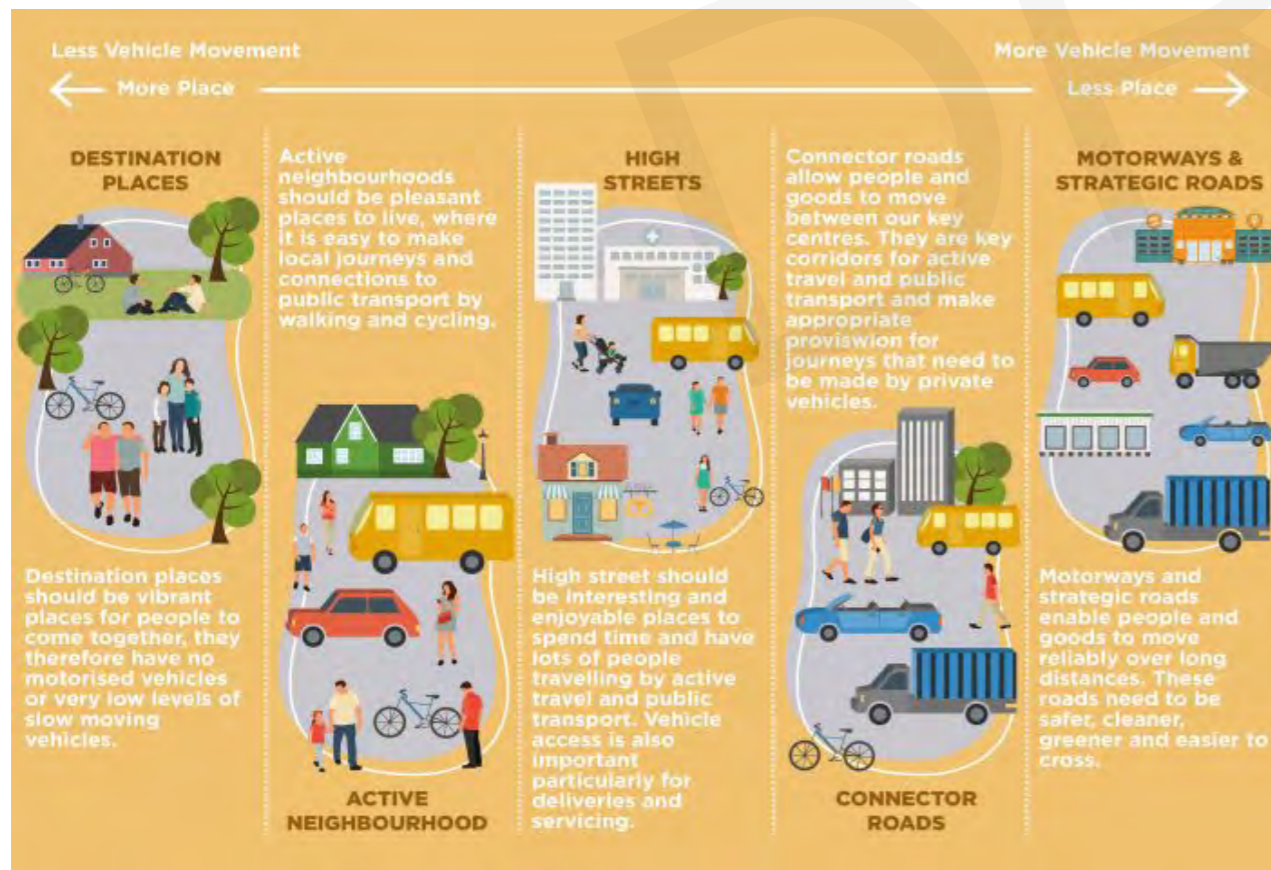 Less Vehicle Movement
More Place
More Vehicle Movement
Less Place
DESTINATION
PLACES
Destination places
should be vibrant
places for people to
come together, they
therefore have no
motorised vehicles
or very low levels of
slow moving
vehicles.
Active
neighbourhoods
should be pleasant
places to live, where
it is easy to make
local journeys and
connections to
public transport by
walking and cycling.
ACTIVE
NEIGHBOURHOOD
HIGH
STREETS
High street should
be interesting and
enjoyable places to
spend time and have
lots of people
travelling by active
travel and public
transport. Vehicle
access is also
important
particularly for
deliveries and
servicing.
Connector roads
allow people and
goods to move
between our key
centres. They are key
corridors for active
travel and public
transport and make
appropriate
proviswion for
journeys that need to
be made by private
vehicles.
CONNECTOR
ROADS
MOTORWAYS &
STRATEGIC ROADS
Motorways and
strategic roads
enable people and
goods to move
reliably over long
distances. These
roads need to be
safer, cleaner,
greener and easier to
cross.